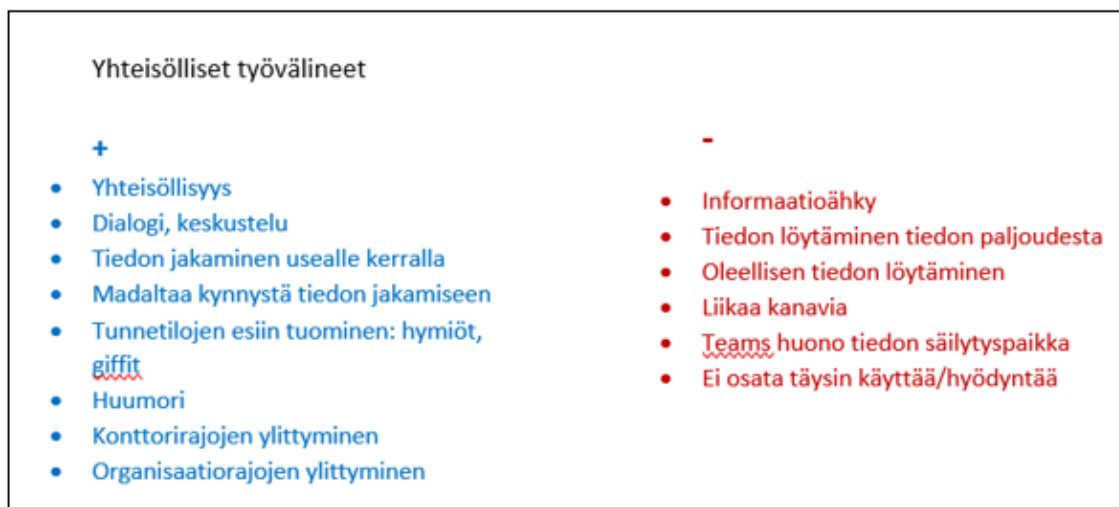 Yhteisölliset työvälineet
+
• Yhteisöllisyys
• Dialogi, keskustelu
• Tiedon jakaminen usealle kerralla
• Madaltaa kynnystä tiedon jakamiseen
• Tunnetilojen esiin tuominen: hymiöt,
giffit
• Huumori
• Konttorirajojen ylittyminen
• Organisaatiorajojen ylittyminen
-
• Informaatioähky
• Tiedon löytäminen tiedon paljoudesta
• Oleellisen tiedon löytäminen
• Liikaa kanavia
• Teams huono tiedon säilytyspaikka
• Ei osata täysin käyttää/hyödyntää